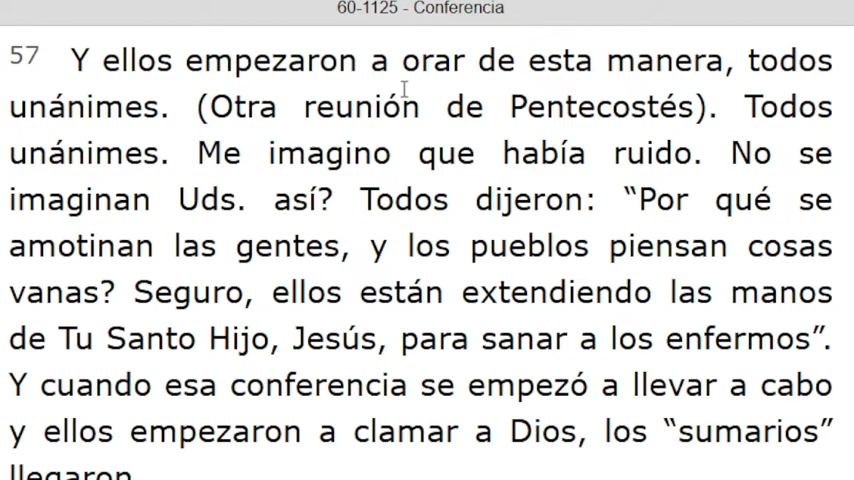 60-1125 - Conferencia
57 Y ellos empezaron a orar de esta manera, todos
unánimes. (Otra reunión de Pentecostés). Todos
unánimes. Me imagino que había ruido. No se
imaginan Uds. así? Todos dijeron: “Por qué se
amotinan las gentes, y los pueblos piensan cosas
vanas? Seguro, ellos están extendiendo las manos
de Tu Santo Hijo, Jesús, para sanar a los enfermos”.
Y cuando esa conferencia se empezó a llevar a cabo
y ellos empezaron a clamar a Dios, los “sumarios”
llegaron